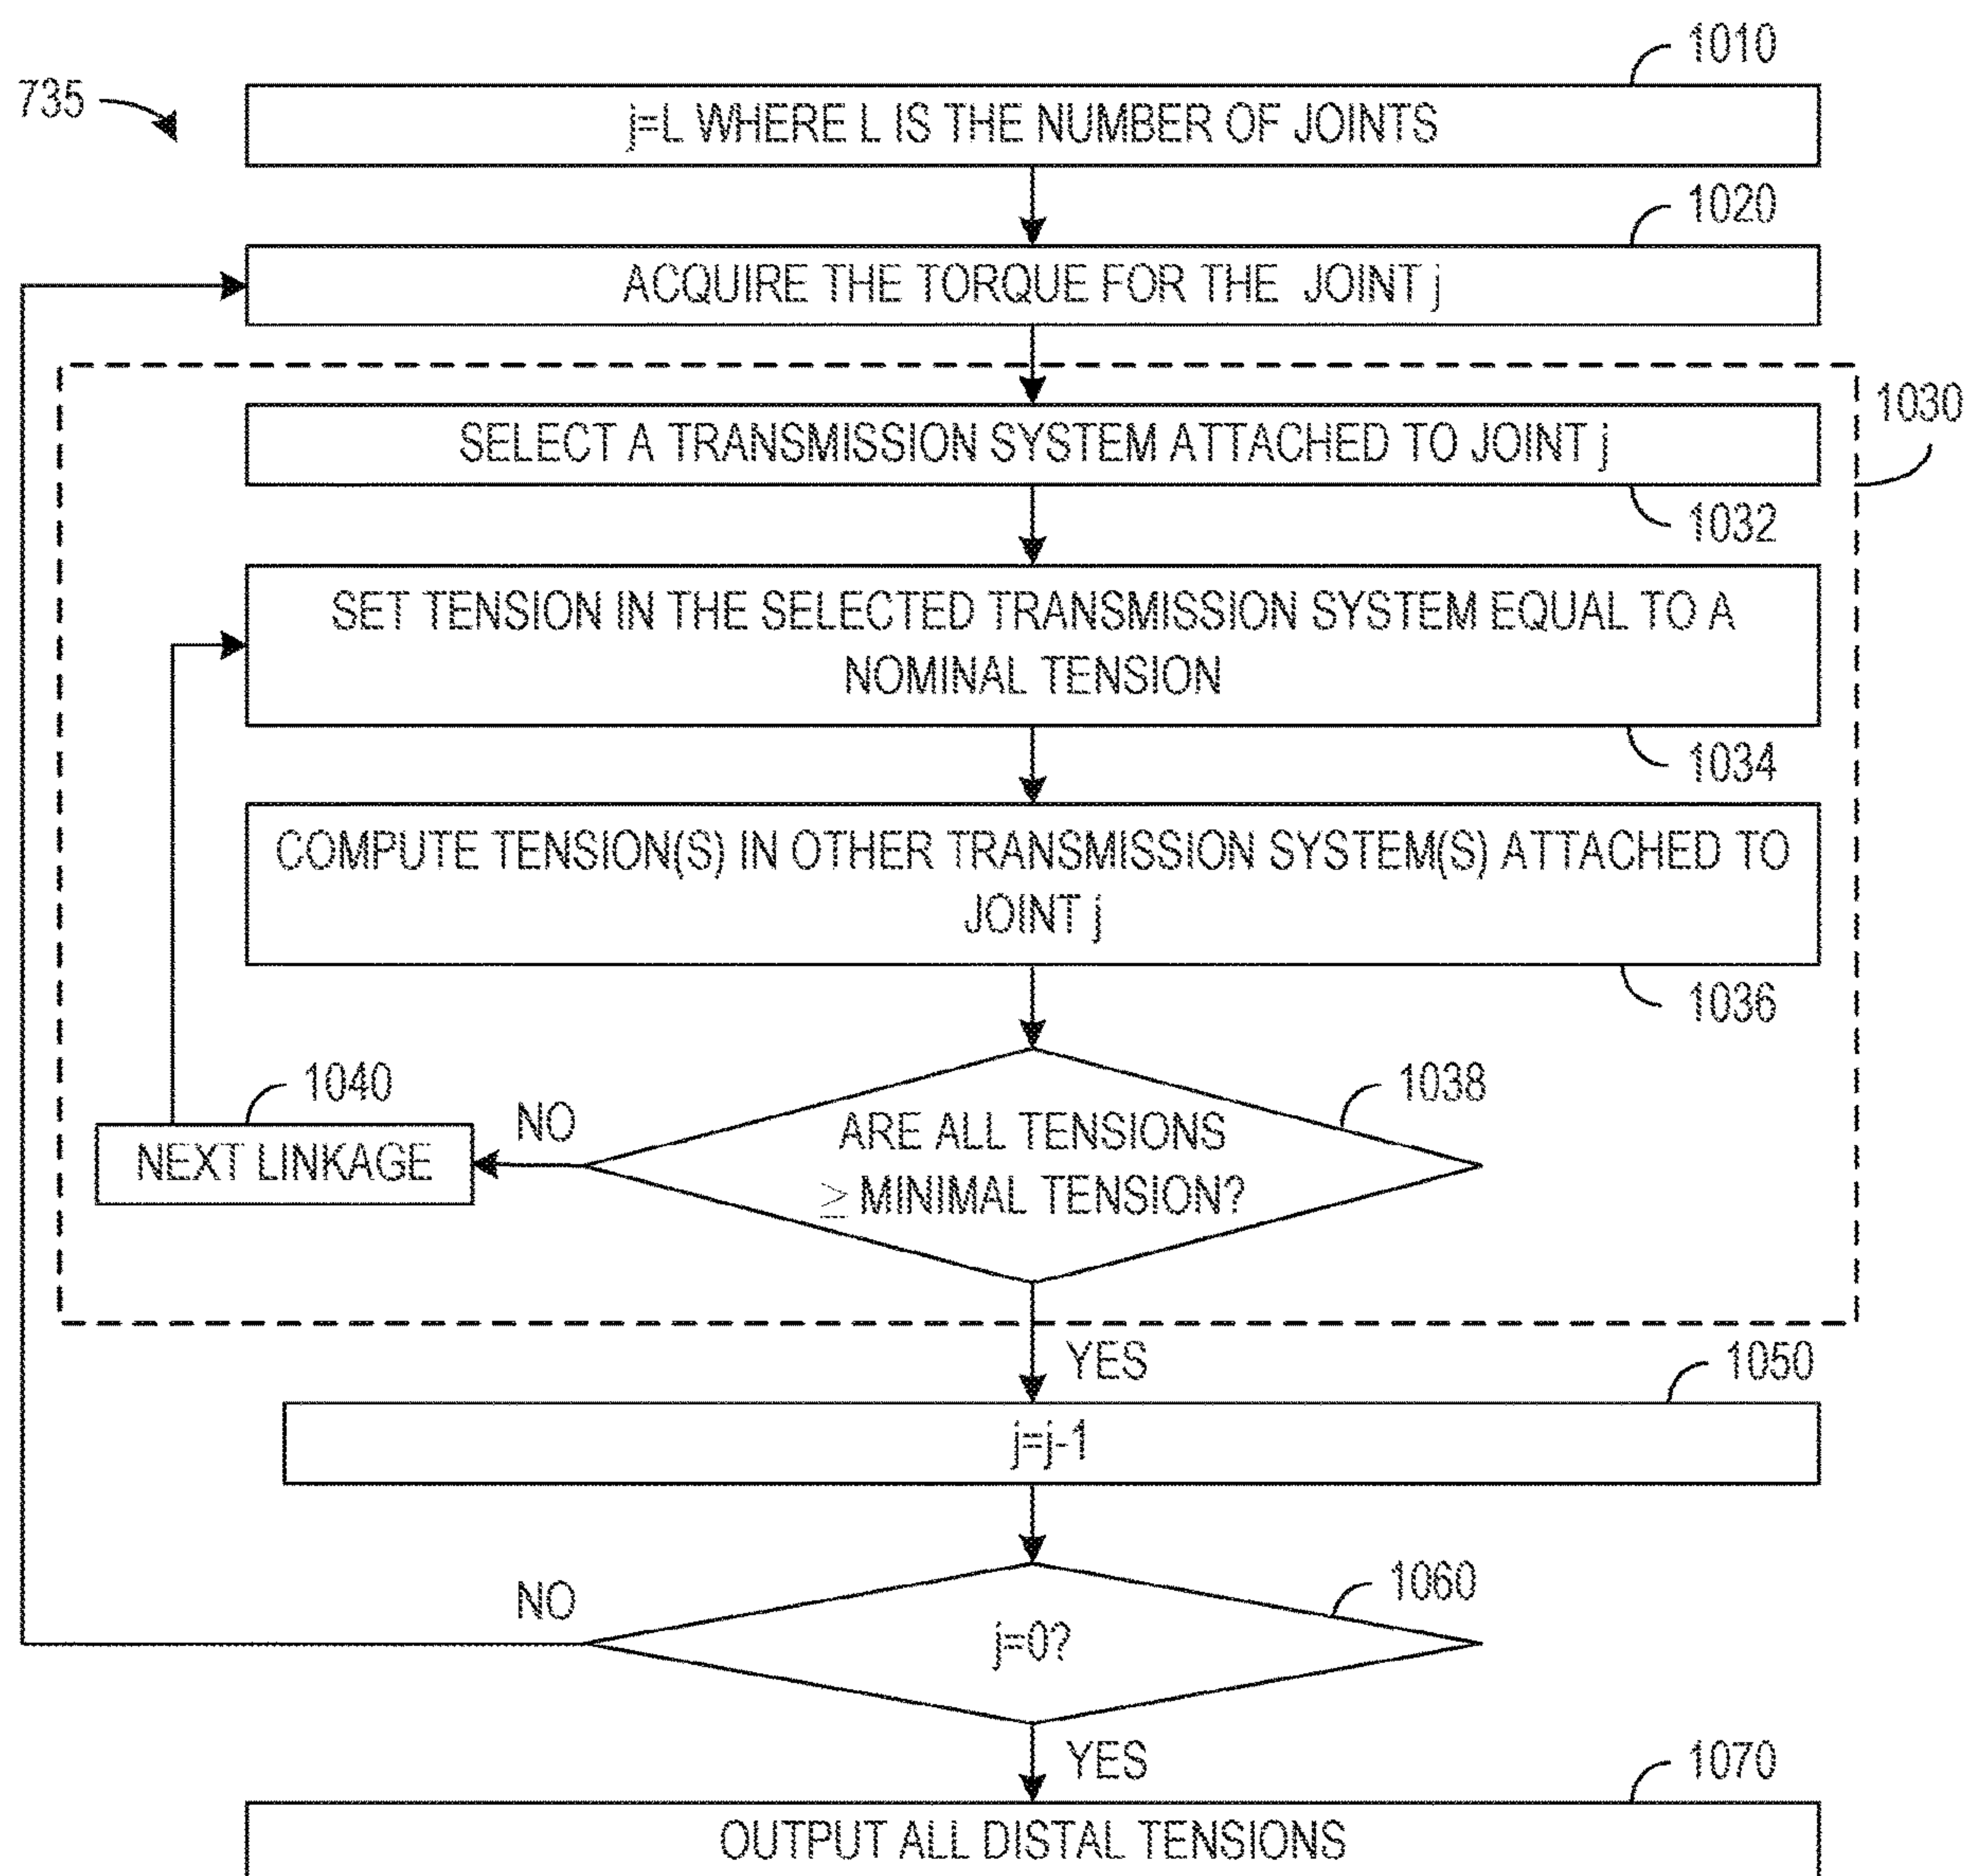 1010
735
j=L WHERE L IS THE NUMBER OF JOINTS
1020
ACQUIRE THE TORQUE FOR THE JOINT j
1030
SELECT A TRANSMISSION SYSTEM ATTACHED TO JOINT j
1032
SET TENSION IN THE SELECTED TRANSMISSION SYSTEM EQUAL TO A
NOMINAL TENSION
1034
COMPUTE TENSION(S) IN OTHER TRANSMISSION SYSTEM(S) ATTACHED TO
JOINT j
1036
1040
1038
NO
ARE ALL TENSIONS
≥ MINIMAL TENSION?
NEXT LINKAGE
YES
1050
j=j-1
NO
1060
j=0?
YES
1070
OUTPUT ALL DISTAL TENSIONS